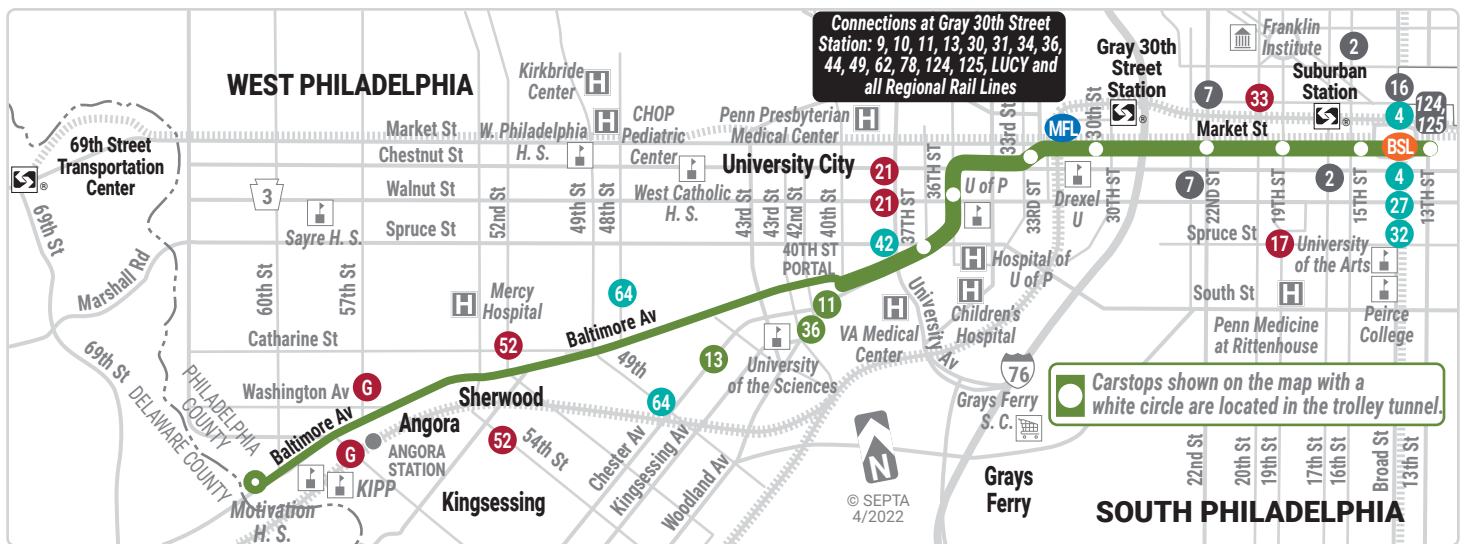 Connections at Gray 30th Street
Station: 9, 10, 11, 13, 30, 31, 34, 36,
44, 49, 62, 78, 124, 125, LUCY and
all Regional Rail Lines
WEST PHILADELPHIA
Kirkbride
Center
Gray 30th
Street
Station
Franklin
Institute
2
Suburban
Station
7
33
16
4
124,
125
69th Street
Transportation
Center
®
Market St
W. Philadelphia
H. S.
CHOP
Pediatric
Center
Penn Presbyterian
Medical Center
33rd St
MFL
30th St
®
Market St
®
BSL
Chestnut St
University City
21
36TH ST
U of P
Drexel
U
33RD ST
30TH ST
7
22ND ST
19TH ST
2
15TH ST
4
13TH ST
3
Walnut St
West Catholic
H. S.
21
27
69th St
Sayre H. S.
Spruce St
52nd St
49th St
48th St
43rd St
43rd St
42nd St
40th St
42
37TH ST
Spruce St
17
32
University
of the Arts
40TH ST
PORTAL
Hospital of
U of P
Marshall Rd
60th St
57th St
Mercy
Hospital
64
Baltimore Av
11
36
VA Medical
Center
University Av
Children's
Hospital
South St
Penn Medicine
at Rittenhouse
Peirce
College
Catharine St
52
49th
13
University
of the Sciences
76
69th St
PHILADELPHIA
COUNTY
DELAWARE COUNTY
Washington Av
G
Sherwood
64
Grays Ferry
S. C.
Carstops shown on the map with a
white circle are located in the trolley tunnel.
Baltimore Av
Angora
ANGORA
STATION
G
52
54th St
Chester Av
Kingsessing Av
Woodland Av
N
KIPP
Motivation
H. S.
Kingsessing
© SEPTA
4/2022
Grays
Ferry
22nd St
20th St
19th St
17th St
16th St
Broad St
13th St
SOUTH PHILADELPHIA